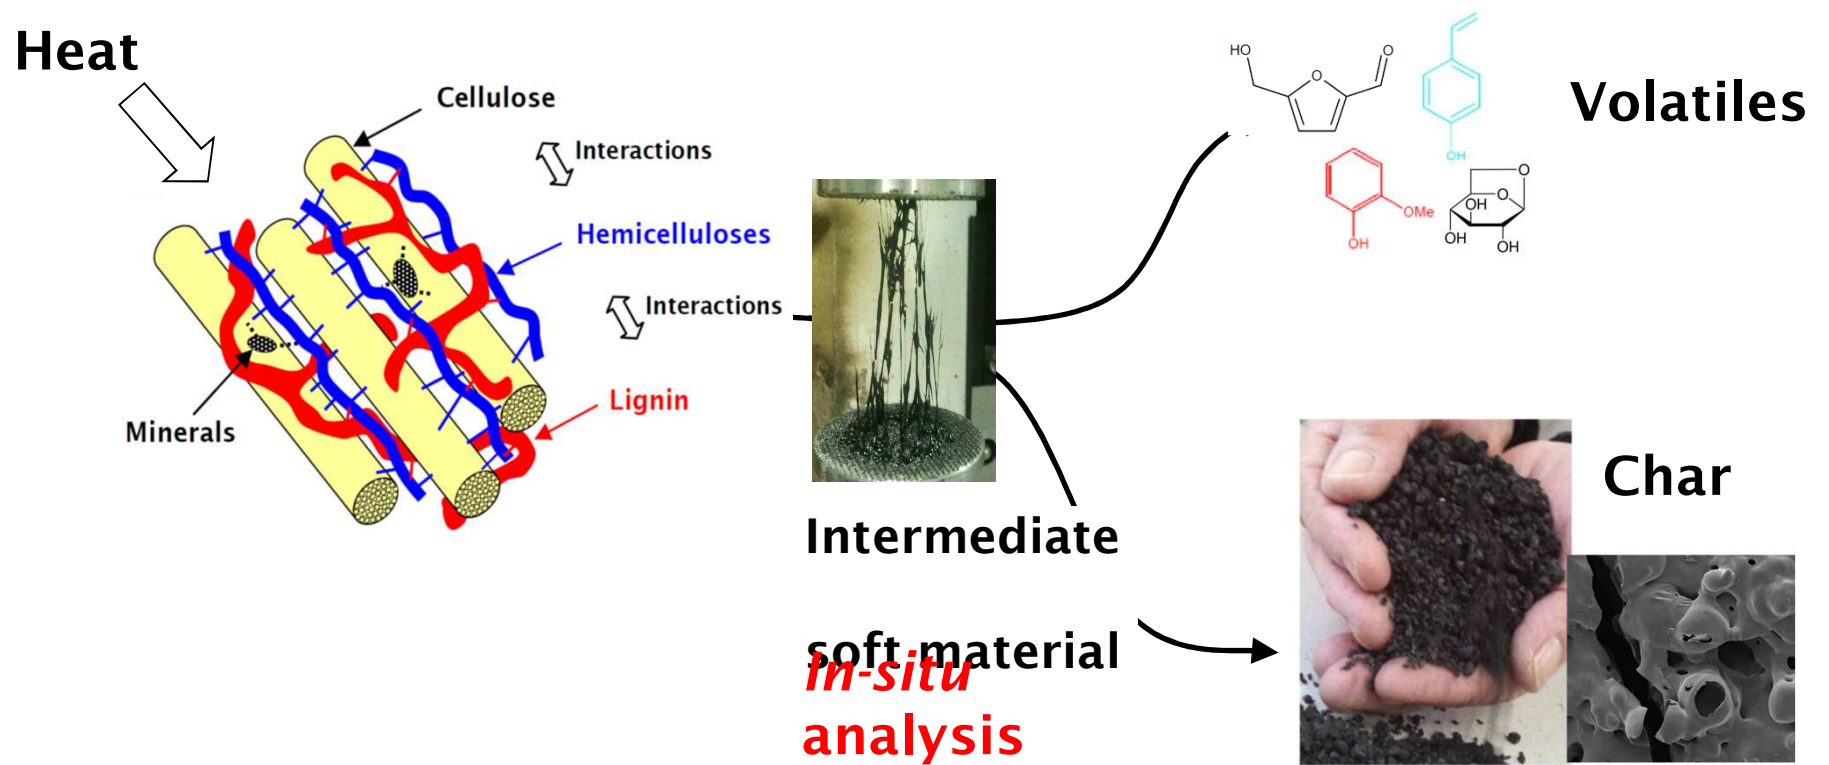 Heat
Cellulose
Interactions
Hemicelluloses
Interactions
Lignin
Minerals
Intermediate
soft material
In-situ
analysis
HO
O
O
OH
Volatiles
OMe
OH
O
O
OH
OH
OH
Char